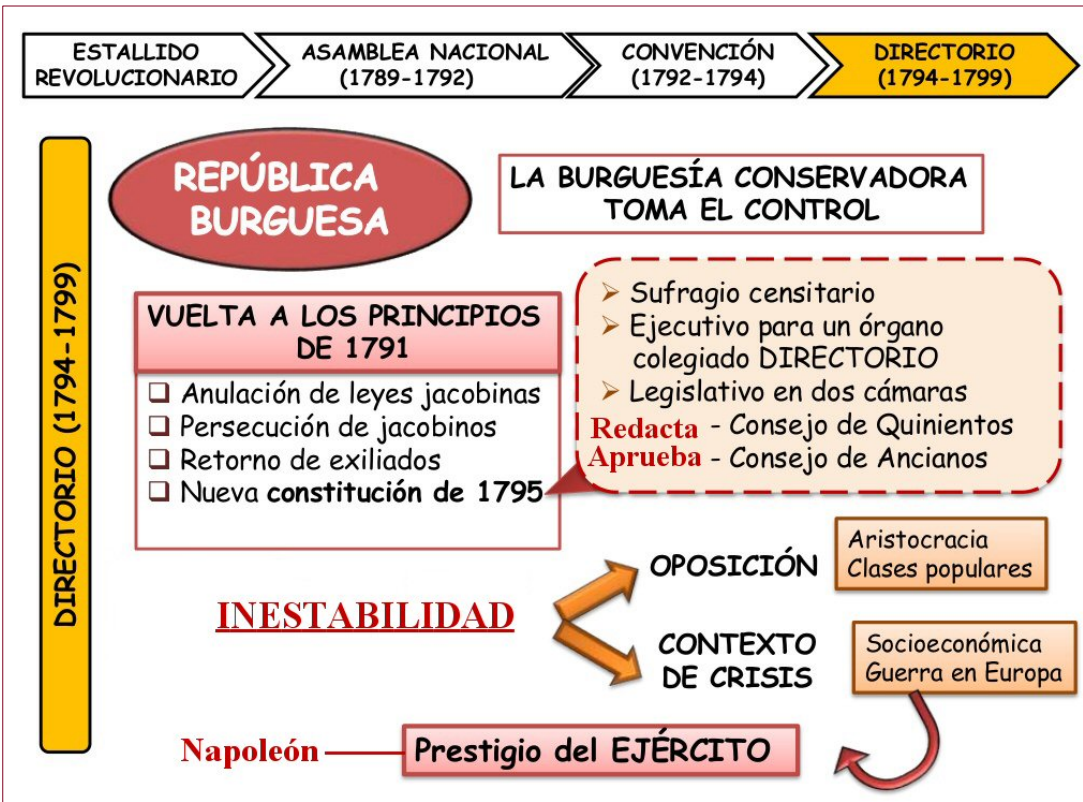 ESTALLIDO
REVOLUCIONARIO
ASAMBLEA NACIONAL
(1789-1792)
CONVENCIÓN
(1792-1794)
DIRECTORIO
(1794-1799)
DIRECTORIO (1794-1799)
REPÚBLICA
BURGUESA
LA BURGUESÍA CONSERVADORA
TOMA EL CONTROL
VUELTA A LOS PRINCIPIOS
DE 1791
❑ Anulación de leyes jacobinas
❑ Persecución de jacobinos
❑ Retorno de exiliados
❑ Nueva constitución de 1795
➢ Sufragio censitario
➢ Ejecutivo para un órgano
colegiado DIRECTORIO
➢ Legislativo en dos cámaras
Redacta - Consejo de Quinientos
Aprueba - Consejo de Ancianos
INESTABILIDAD
OPOSICIÓN
Aristocracia
Clases populares
CONTEXTO
DE CRISIS
Socioeconómica
Guerra en Europa
Napoleón
Prestigio del EJÉRCITO